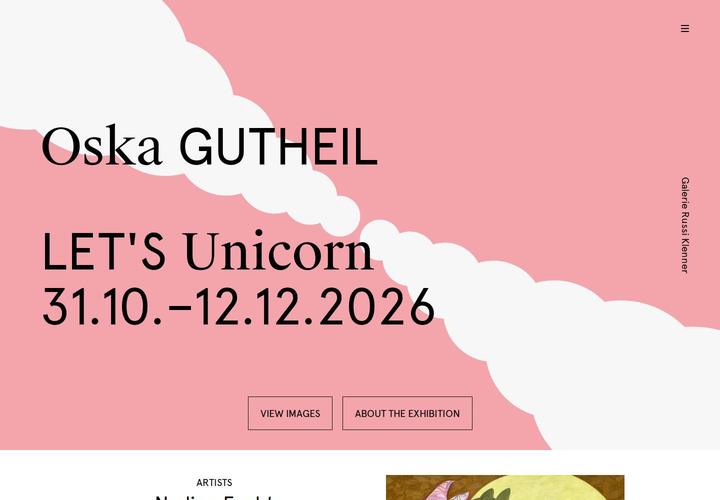 Oska GUTHEIL
LET'S Unicorn
31.10.–12.12.2026
Galerie Russi Klenner
VIEW IMAGES
ABOUT THE EXHIBITION
ARTISTS